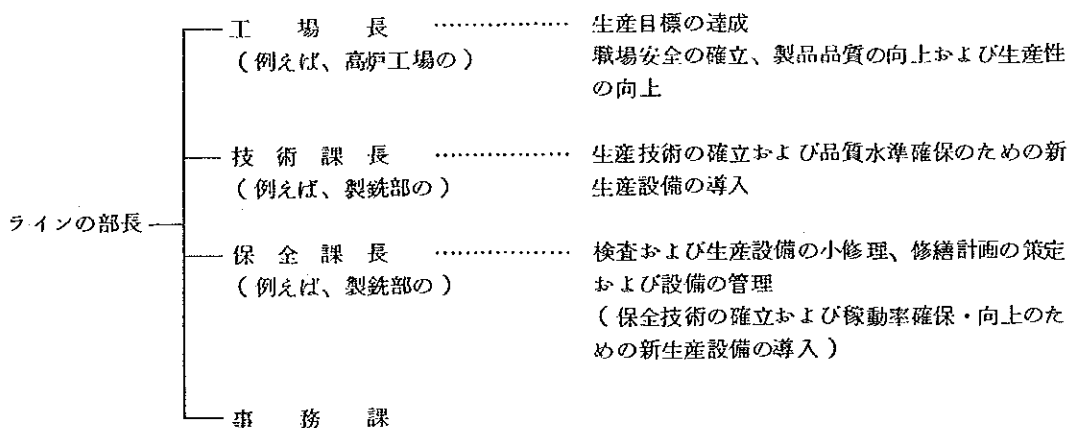 工場長 ……………… 生産目標の達成
(例えば、高炉工場の) 職場安全の確立、製品品質の向上および生産性
の向上
技術課長 ……………… 生産技術の確立および品質水準確保のための新
(例えば、製銑部の) 生産設備の導入
ラインの部長
保全課長 ……………… 検査および生産設備の小修理、修繕計画の策定
(例えば、製銑部の) および設備の管理
(保全技術の確立および稼動率確保・向上のた
めの新生産設備の導入)
事務課